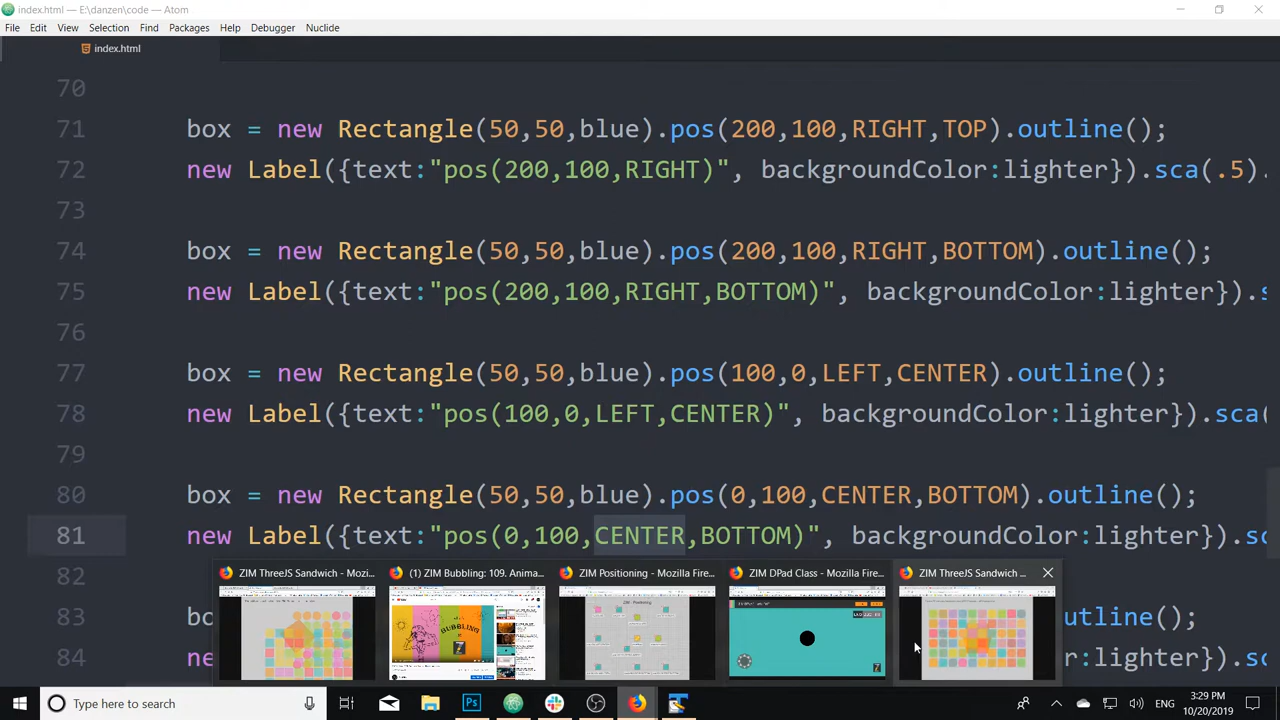 index.html — E:\danzen\code — Atom
File Edit View Selection Find Packages Help Debugger Nuclide
index.html
70
71 box = new Rectangle(50,50,blue).pos(200,100,RIGHT,TOP).outline();
72 new Label({text:"pos(200,100,RIGHT)", backgroundColor:lighter}).sca(.5).
73
74 box = new Rectangle(50,50,blue).pos(200,100,RIGHT,BOTTOM).outline();
75 new Label({text:"pos(200,100,RIGHT,BOTTOM)", backgroundColor:lighter}).s
76
77 box = new Rectangle(50,50,blue).pos(100,0,LEFT,CENTER).outline();
78 new Label({text:"pos(100,0,LEFT,CENTER)", backgroundColor:lighter}).sca(
79
80 box = new Rectangle(50,50,blue).pos(0,100,CENTER,BOTTOM).outline();
81 new Label({text:"pos(0,100,CENTER,BOTTOM)", backgroundColor:lighter}).sc
82
ZIM ThreeJS Sandwich - Mozi... (1) ZIM Bubbling: 109. Anima... ZIM Positioning - Mozilla Fire... ZIM DPad Class - Mozilla Fire... ZIM ThreeJS Sandwich ...
83 bo outline();
84 ne lighter}).sc
ZIM - Positioning
BUBBLING
Type here to search
ENG
3:29 PM
10/20/2019